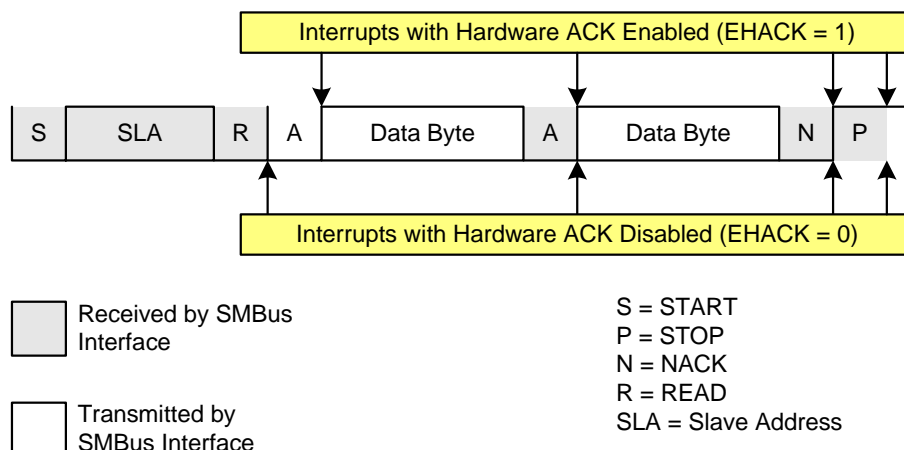 Interrupts with Hardware ACK Enabled (EHACK = 1)
S SLA R A Data Byte A Data Byte N P
Interrupts with Hardware ACK Disabled (EHACK = 0)
Received by SMBus
Interface
Transmitted by
SMBus Interface
S = START
P = STOP
N = NACK
R = READ
SLA = Slave Address